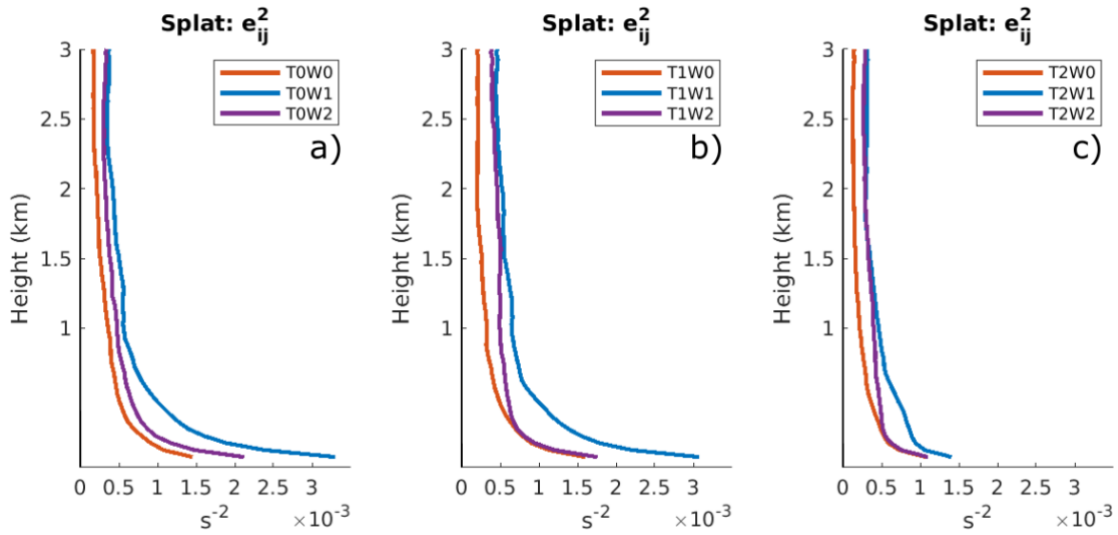 Splat: e²ᵢⱼ
3
2.5
2
1.5
1
Height (km)
T0W0
T0W1
T0W2
a)
0 0.5 1 1.5 2 2.5 3
s⁻²
×10⁻³
Splat: e²ᵢⱼ
3
2.5
2
1.5
1
Height (km)
T1W0
T1W1
T1W2
b)
0 0.5 1 1.5 2 2.5 3
s⁻²
×10⁻³
Splat: e²ᵢⱼ
3
2.5
2
1.5
1
Height (km)
T2W0
T2W1
T2W2
c)
0 0.5 1 1.5 2 2.5 3
s⁻²
×10⁻³